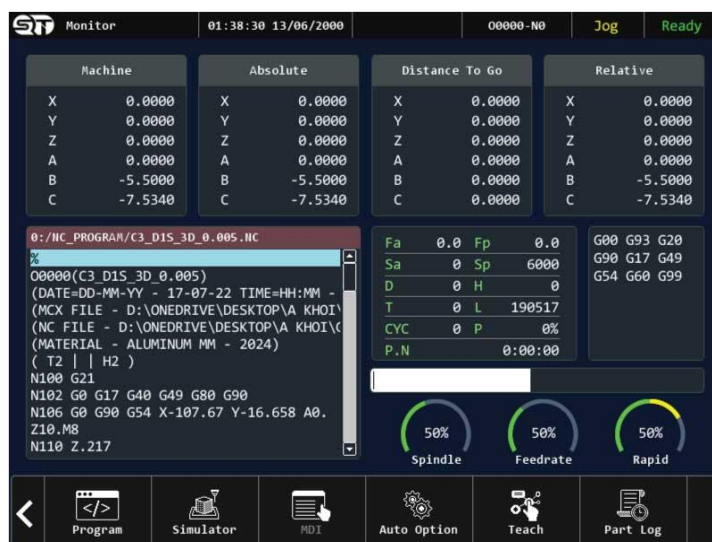 ST Monitor 01:38:30 13/06/2000 O0000-N0 Jog Ready
Machine Absolute Distance To Go Relative
X 0.0000 X 0.0000 X 0.0000 X 0.0000
Y 0.0000 Y 0.0000 Y 0.0000 Y 0.0000
Z 0.0000 Z 0.0000 Z 0.0000 Z 0.0000
A 0.0000 A 0.0000 A 0.0000 A 0.0000
B -5.5000 B -5.5000 B 0.0000 B -5.5000
C -7.5340 C -7.5340 C 0.0000 C -7.5340
0:/NC_PROGRAM/C3_D1S_3D_0.005.NC
%
O0000(C3_D1S_3D_0.005)
(DATE=DD-MM-YY - 17-07-22 TIME=HH:MM -
(MCX FILE - D:\ONEDRIVE\DESKTOP\A KHOI\
(NC FILE - D:\ONEDRIVE\DESKTOP\A KHOI\
(MATERIAL - ALUMINUM MM - 2024)
( T2 | | H2 )
N100 G21
N102 G0 G17 G40 G49 G80 G90
N106 G0 G90 G54 X-107.67 Y-16.658 A0.
Z10.M8
N110 Z.217
Fa 0.0 Fp 0.0
Sa 0 Sp 6000
D 0 H 0
T 0 L 190517
CYC 0 P 0%
P.N 0:00:00
G00 G93 G20
G90 G17 G49
G54 G60 G99
50% 50% 50%
Spindle Feedrate Rapid
</> 
Program Simulator MDI Auto Option Teach Part Log